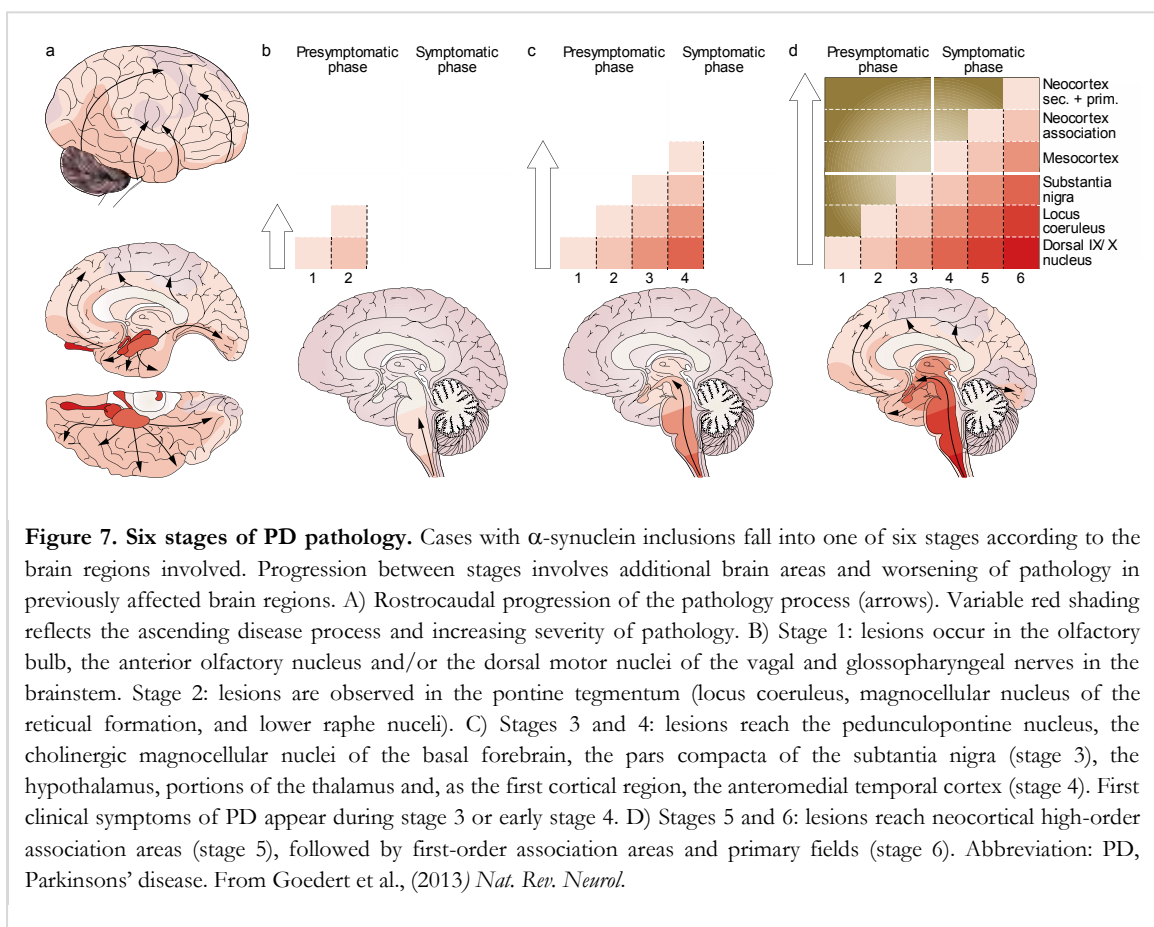 a
b
Presymptomatic
phase
Symptomatic
phase
1 2
c
Presymptomatic
phase
Symptomatic
phase
1 2 3 4
d
Presymptomatic
phase
Symptomatic
phase
Neocortex
sec. + prim.
Neocortex
association
Mesocortex
Substantia
nigra
Locus
coeruleus
Dorsal IX/ X
nucleus
1 2 3 4 5 6
Figure 7. Six stages of PD pathology. Cases with α-synuclein inclusions fall into one of six stages according to the
brain regions involved. Progression between stages involves additional brain areas and worsening of pathology in
previously affected brain regions. A) Rostrocaudal progression of the pathology process (arrows). Variable red shading
reflects the ascending disease process and increasing severity of pathology. B) Stage 1: lesions occur in the olfactory
bulb, the anterior olfactory nucleus and/or the dorsal motor nuclei of the vagal and glossopharyngeal nerves in the
brainstem. Stage 2: lesions are observed in the pontine tegmentum (locus coeruleus, magnocellular nucleus of the
reticual formation, and lower raphe nuceli). C) Stages 3 and 4: lesions reach the pedunculopontine nucleus, the
cholinergic magnocellular nuclei of the basal forebrain, the pars compacta of the subtantia nigra (stage 3), the
hypothalamus, portions of the thalamus and, as the first cortical region, the anteromedial temporal cortex (stage 4). First
clinical symptoms of PD appear during stage 3 or early stage 4. D) Stages 5 and 6: lesions reach neocortical high-order
association areas (stage 5), followed by first-order association areas and primary fields (stage 6). Abbreviation: PD,
Parkinsons’ disease. From Goedert et al., (2013) Nat. Rev. Neurol.